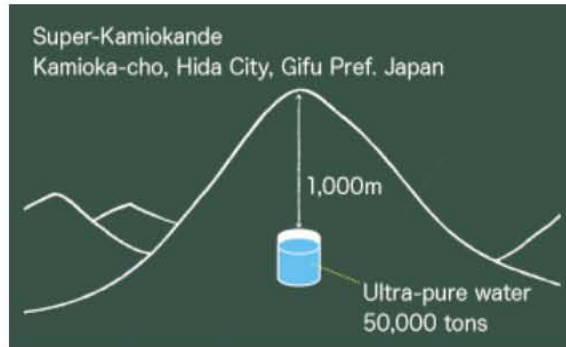 Super-Kamiokande
Kamioka-cho, Hida City, Gifu Pref. Japan
1,000m
Ultra-pure water
50,000 tons